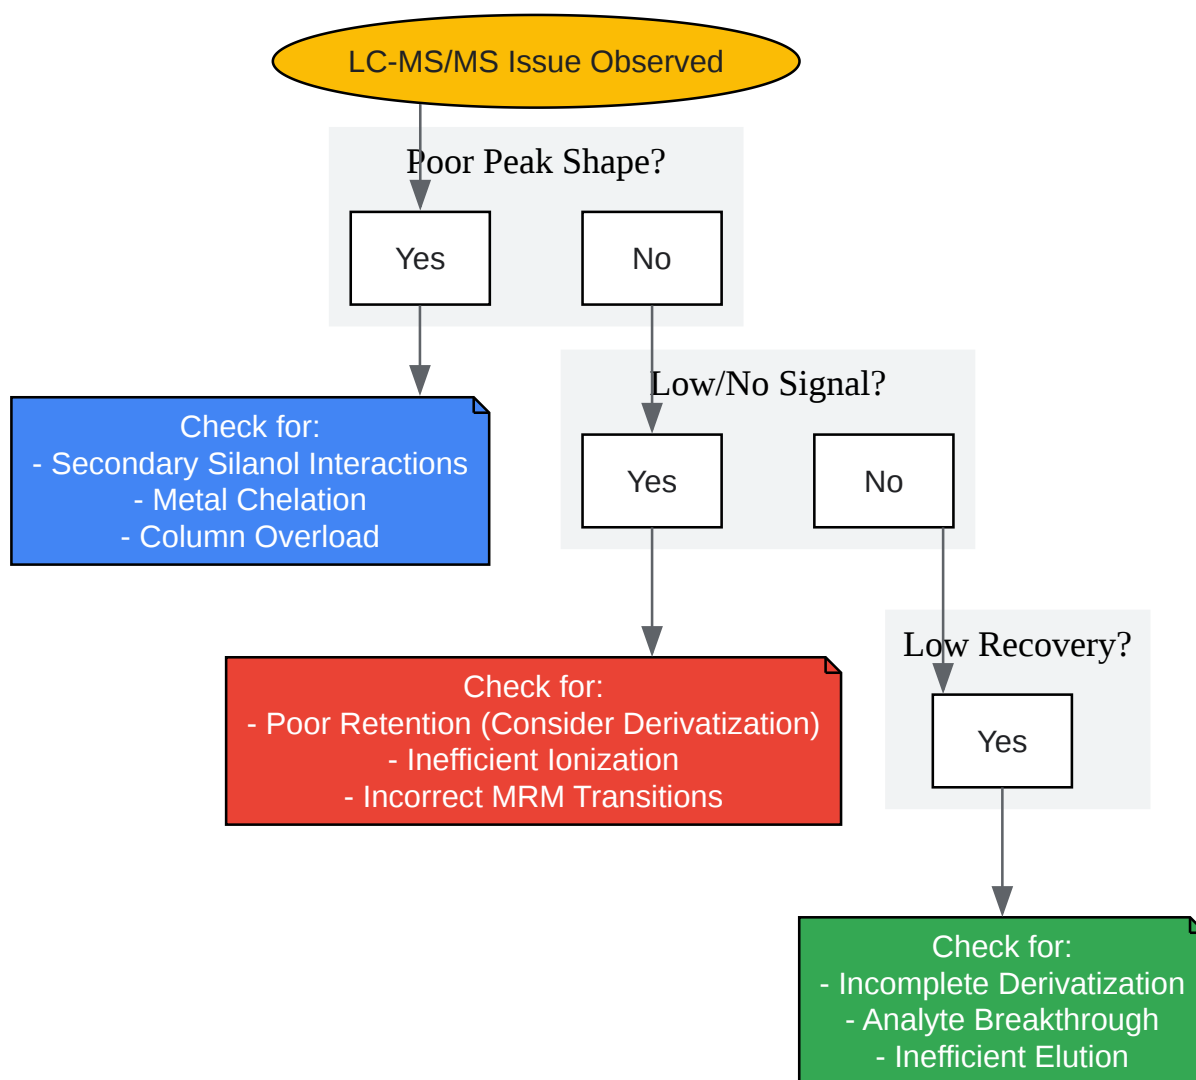 LC-MS/MS Issue Observed
Poor Peak Shape?
Yes
No
Low/No Signal?
Check for:
- Secondary Silanol Interactions
- Metal Chelation
- Column Overload
Yes
No
Low Recovery?
Check for:
- Poor Retention (Consider Derivatization)
- Inefficient Ionization
- Incorrect MRM Transitions
Yes
Check for:
- Incomplete Derivatization
- Analyte Breakthrough
- Inefficient Elution